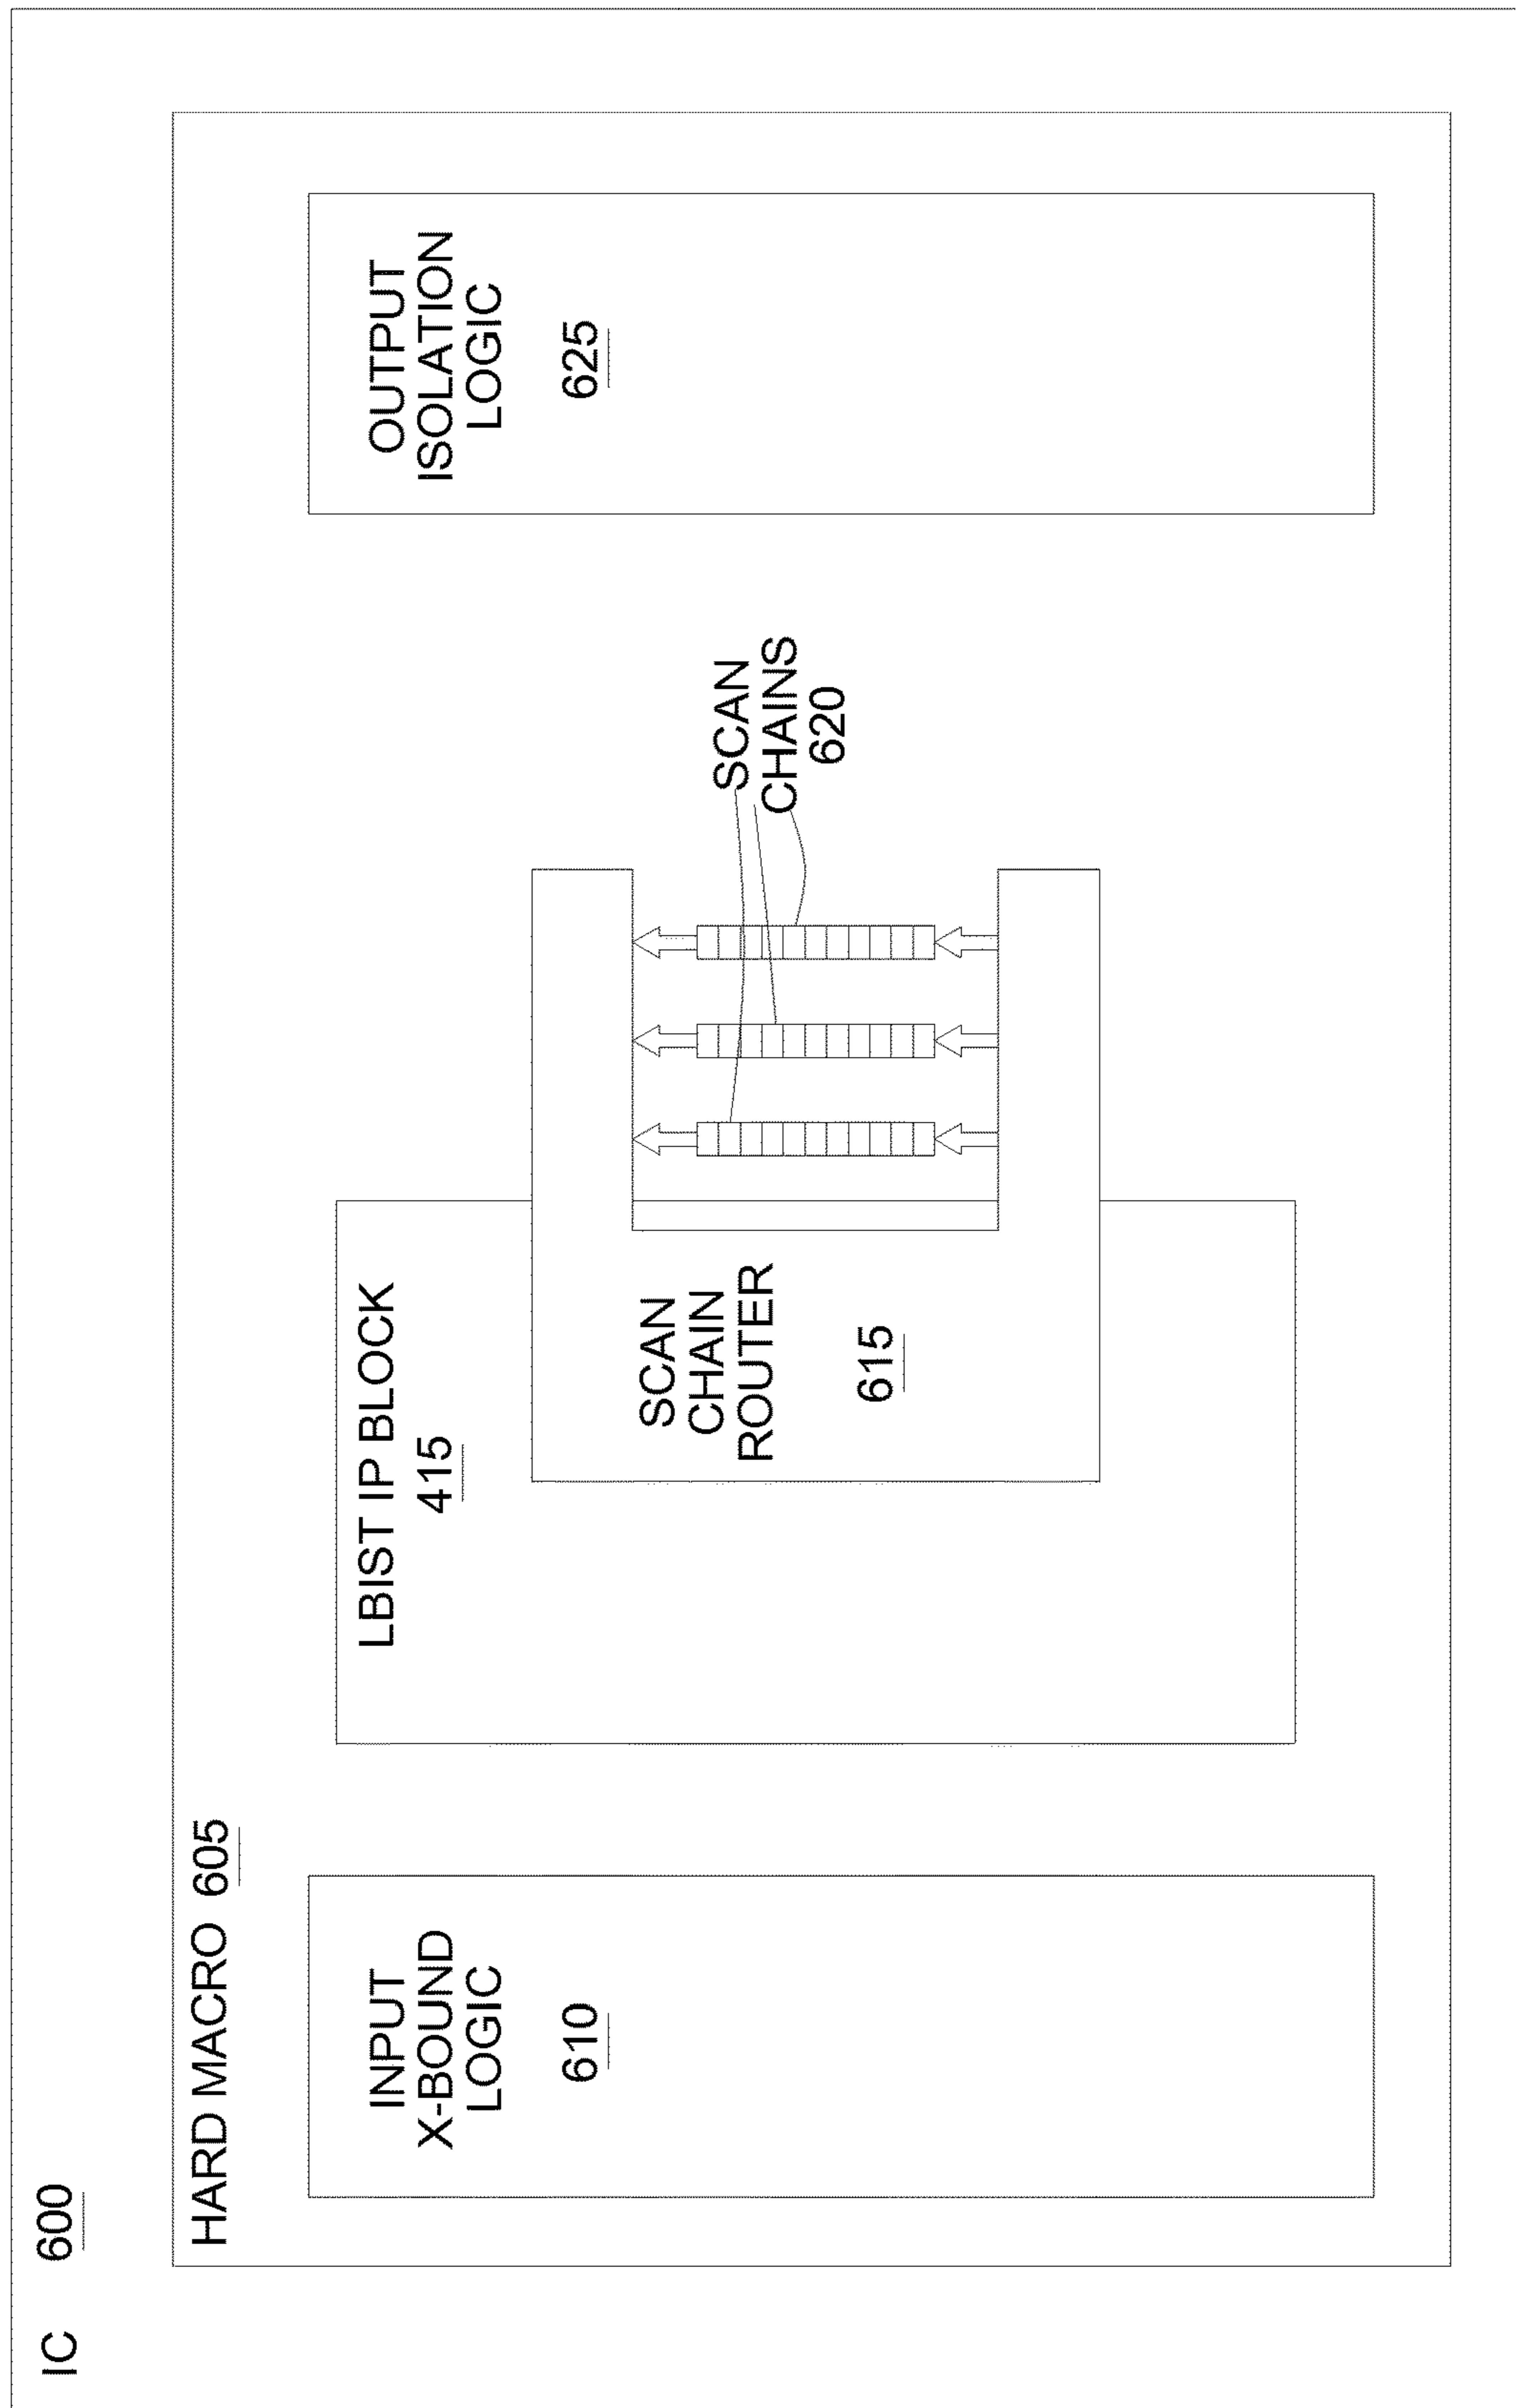 IC 600
HARD MACRO 605
INPUT
X-BOUND
LOGIC
610
LBIST IP BLOCK
415
SCAN
CHAIN
ROUTER
615
SCAN
CHAINS
620
OUTPUT
ISOLATION
LOGIC
625